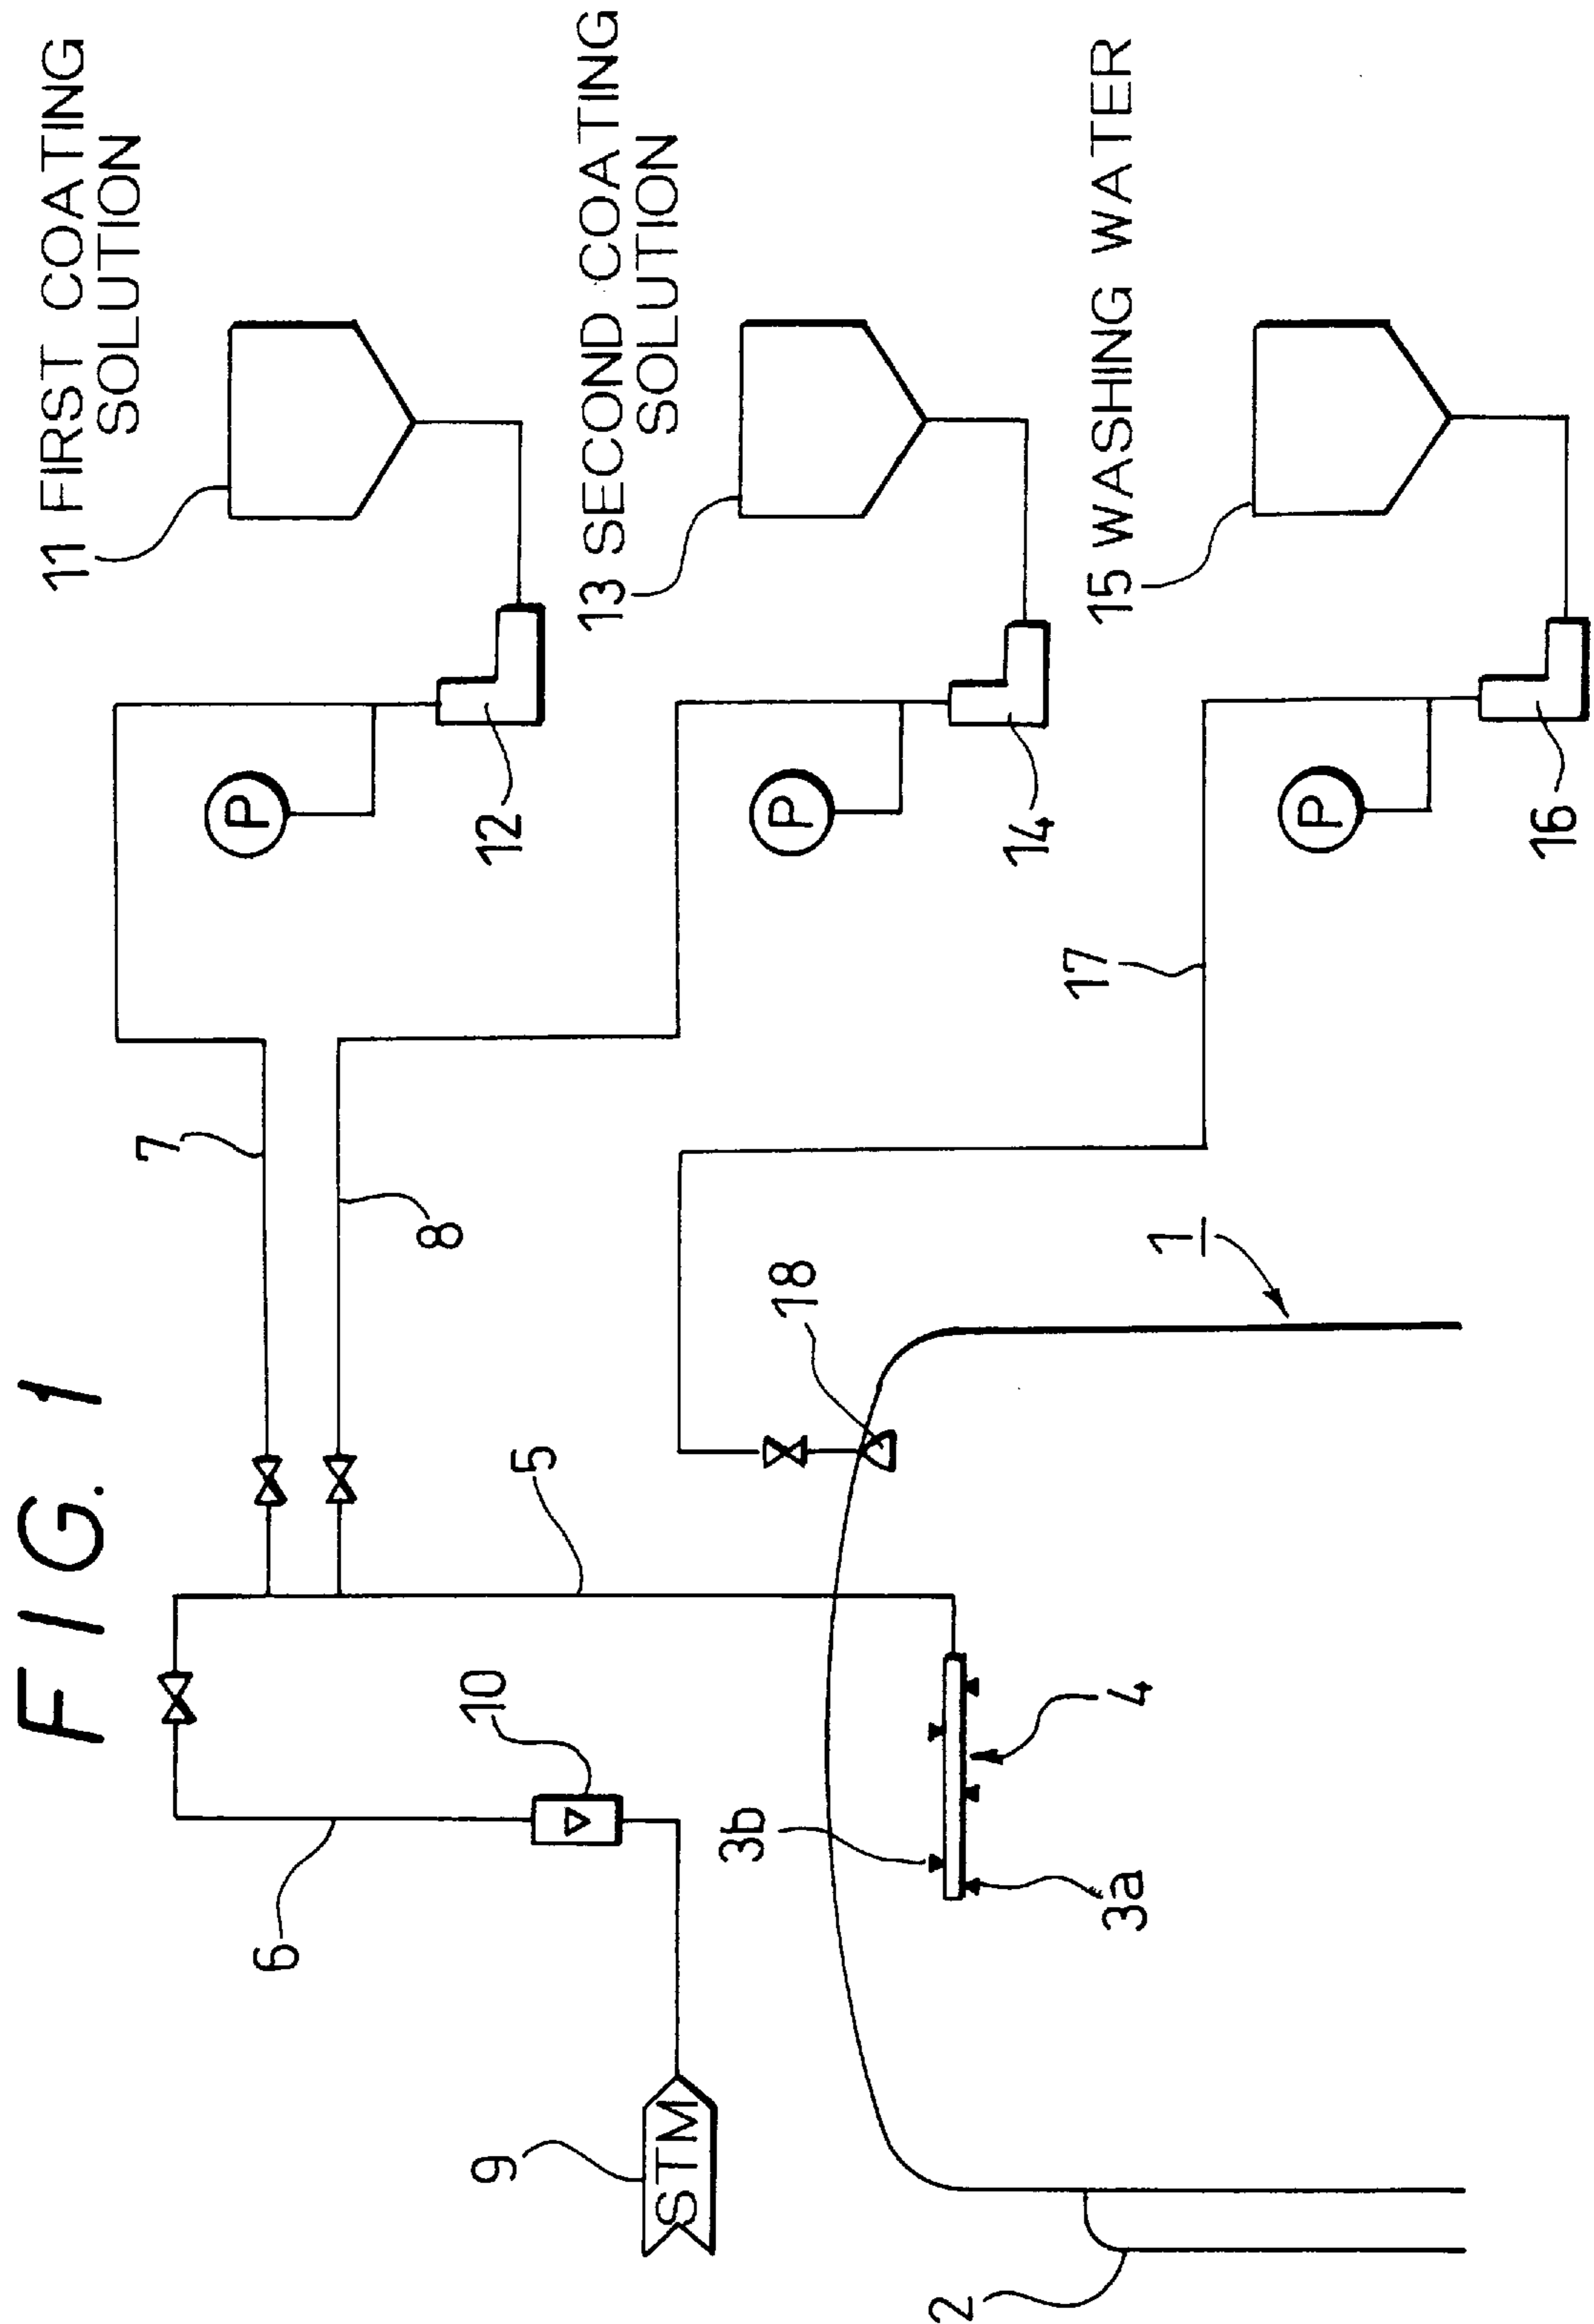 FIG. 1
11 FIRST COATING
SOLUTION
13 SECOND COATING
SOLUTION
15 WASHING WATER
P
12
P
14
P
16
7
8
17
18
1
5
10
6
3b
4
3a
9
STM
2